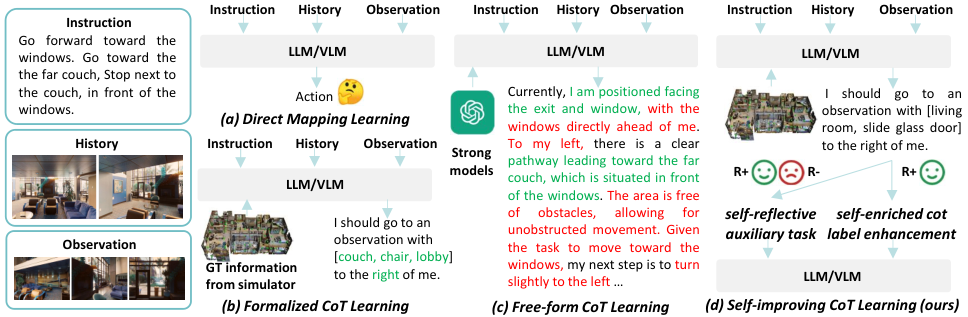 Instruction
Go forward toward the
windows. Go toward the
the far couch, Stop next to
the couch, in front of the
windows.
History
Observation
Instruction History Observation
LLM/VLM
Action
(a) Direct Mapping Learning
Instruction History Observation
LLM/VLM
GT information
from simulator
I should go to an
observation with
[couch, chair, lobby]
to the right of me.
(b) Formalized CoT Learning
Instruction History Observation
LLM/VLM
Strong
models
Currently, I am positioned facing
the exit and window, with the
windows directly ahead of me.
To my left, there is a clear
pathway leading toward the far
couch, which is situated in front
of the windows. The area is free
of obstacles, allowing for
unobstructed movement. Given
the task to move toward the
windows, my next step is to turn
slightly to the left ...
(c) Free-form CoT Learning
Instruction History Observation
LLM/VLM
I should go to an
observation with [living
room, slide glass door]
to the right of me.
R+ R- R+
self-reflective
auxiliary task
self-enriched cot
label enhancement
LLM/VLM
(d) Self-improving CoT Learning (ours)